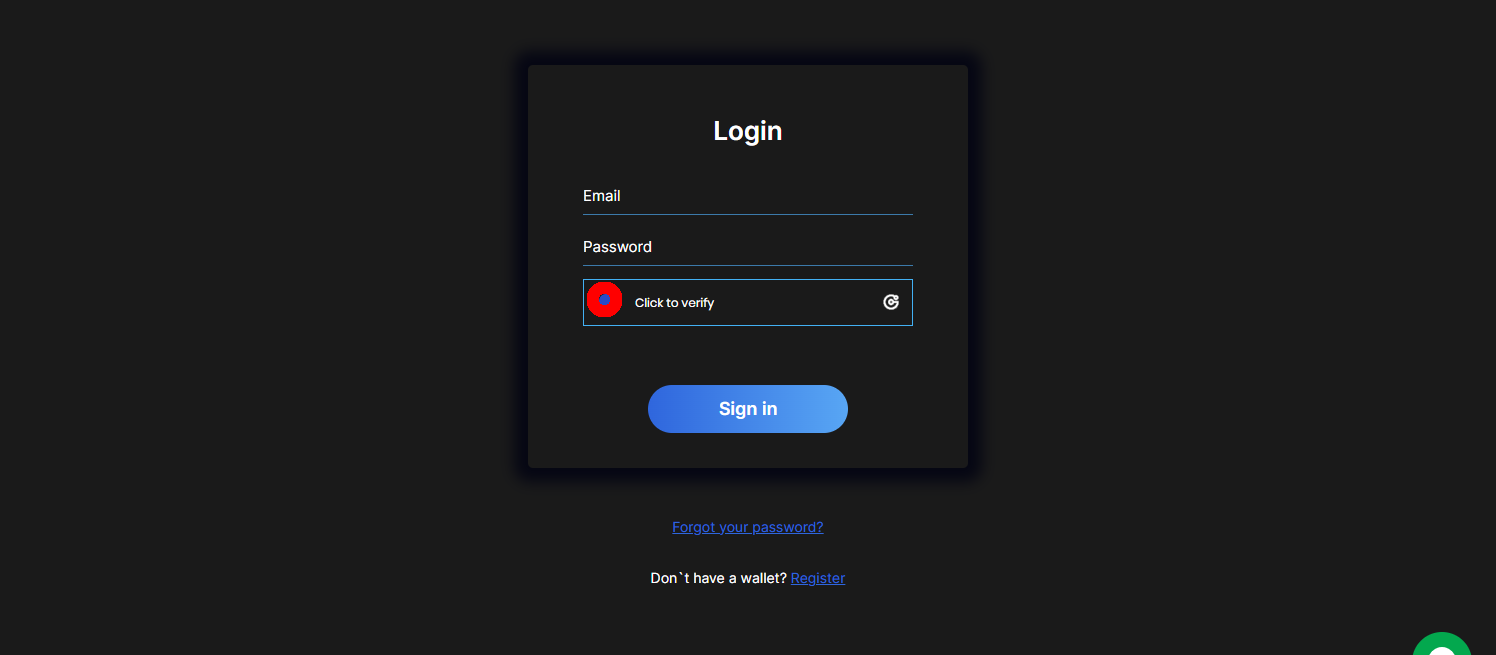 Login
Email
Password
Click to verify
Sign in
Forgot your password?
Don`t have a wallet? Register